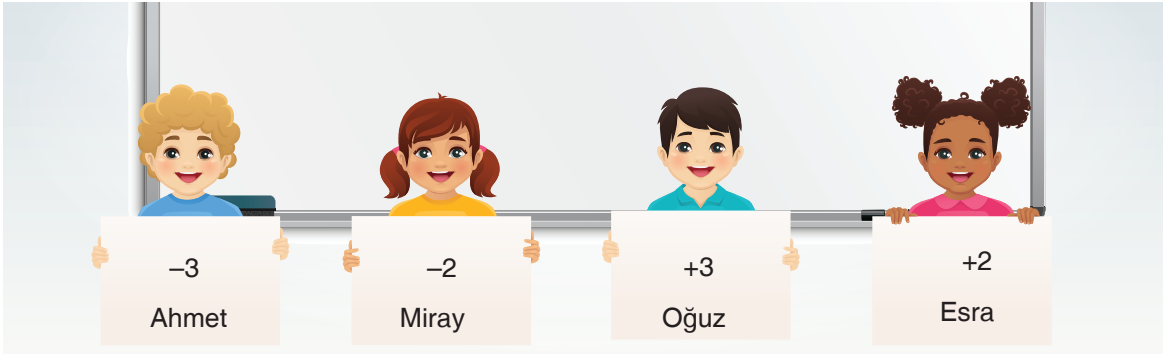 –3
Ahmet
–2
Miray
+3
Oğuz
+2
Esra